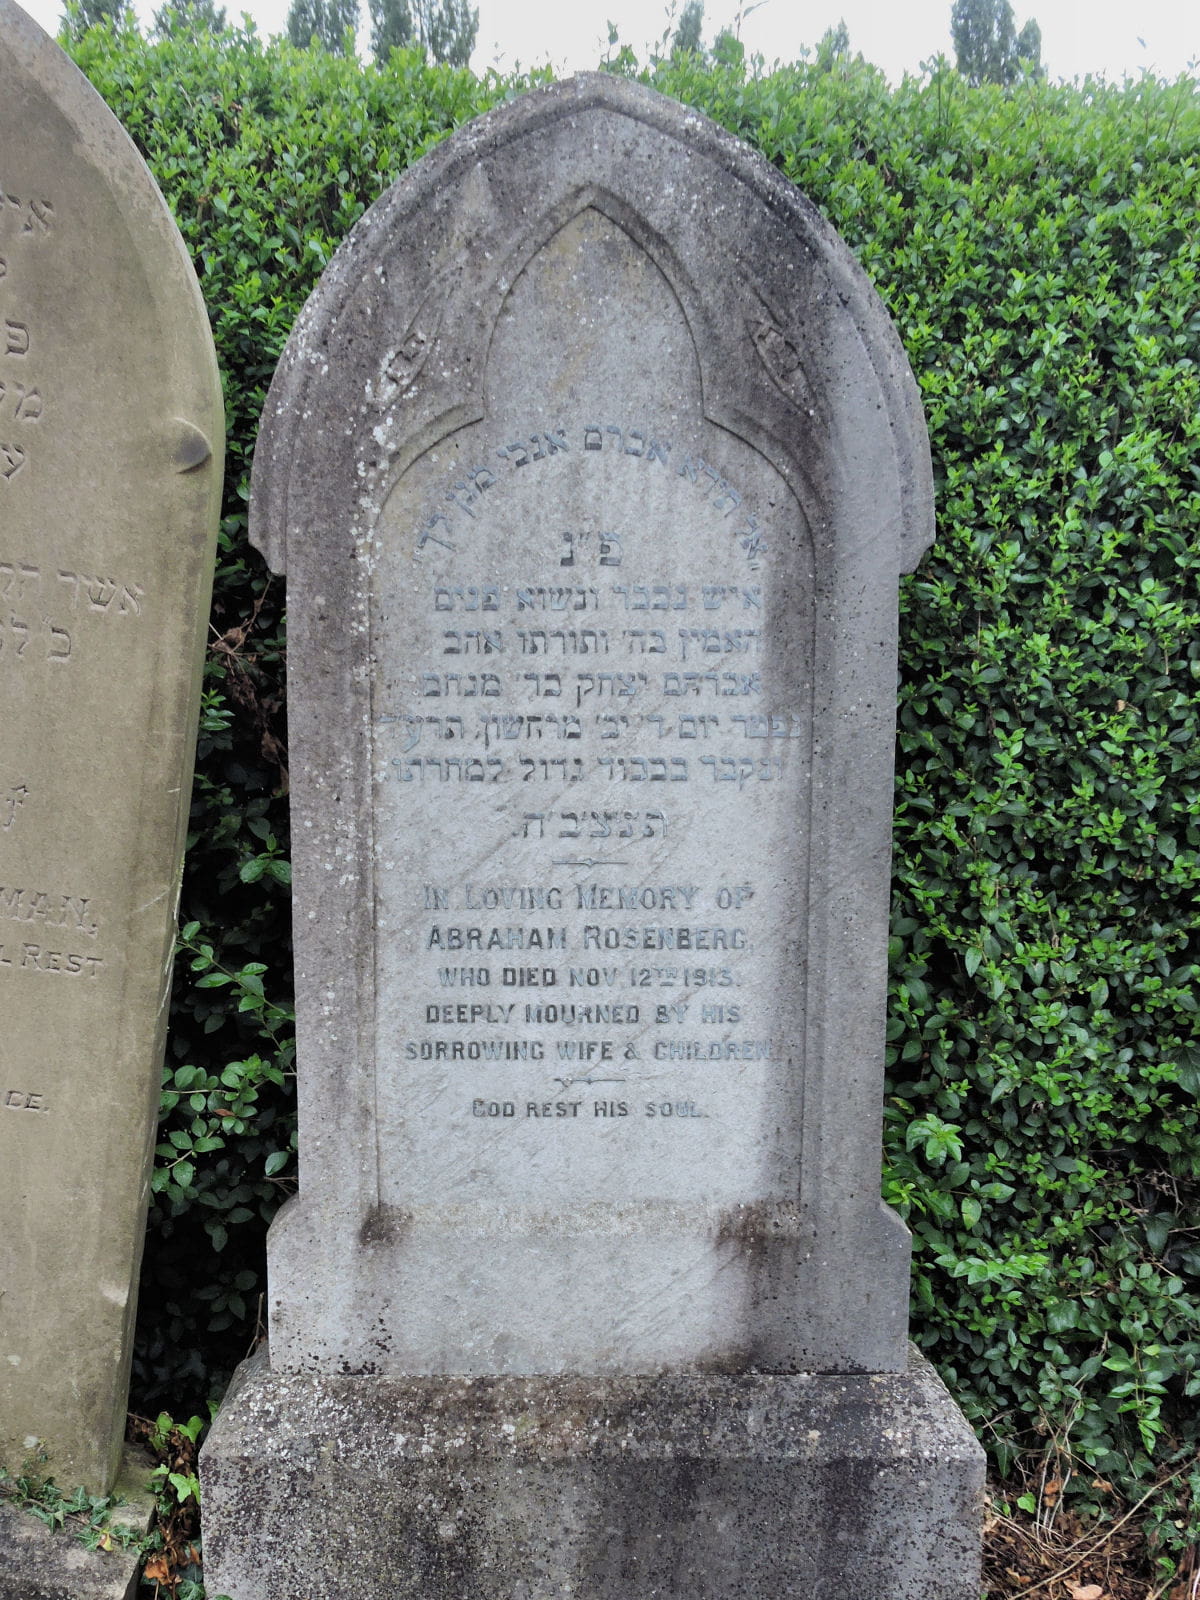 "אל תירא אברם אנכי מגן לך"
פ"נ
איש נכבד ונשוא פנים
האמין בה' ותורתו אהב
אברהם יצחק בר' מנחם
נפטר יום ד' יב' מרחשון תרע"ד
ונקבר בכבוד גדול למחרתו
ת'נ'צ'ב'ה'.
IN LOVING MEMORY OF
ABRAHAM ROSENBERG,
WHO DIED NOV. 12TH 1913.
DEEPLY MOURNED BY HIS
SORROWING WIFE & CHILDREN.
GOD REST HIS SOUL.
אשר
MAN,
REST